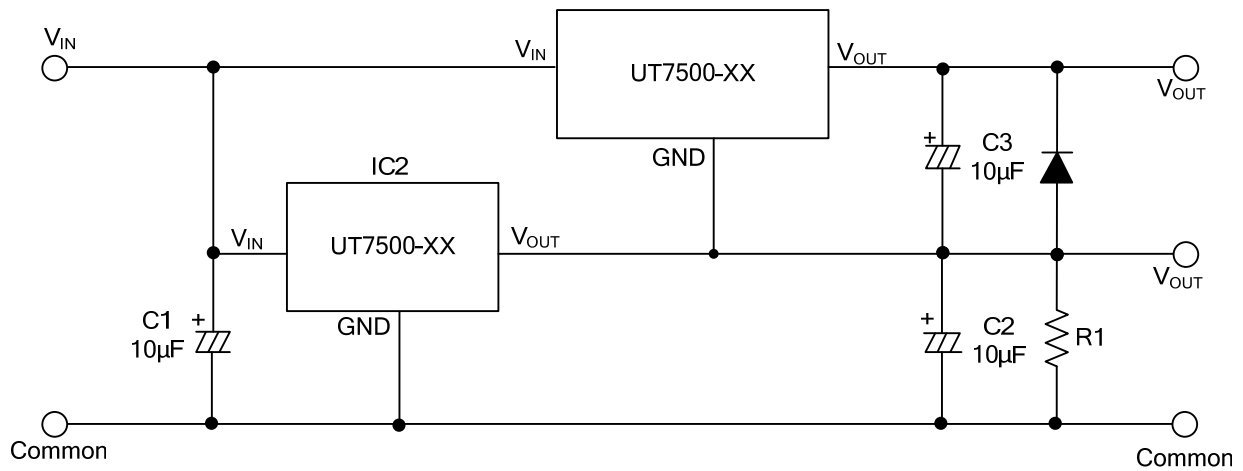 VIN
VIN
UT7500-XX
VOUT
VOUT
GND
+
C3
10µF
IC2
VIN
UT7500-XX
VOUT
VOUT
GND
C1
+
10µF
+
C2
10µF
R1
Common
Common